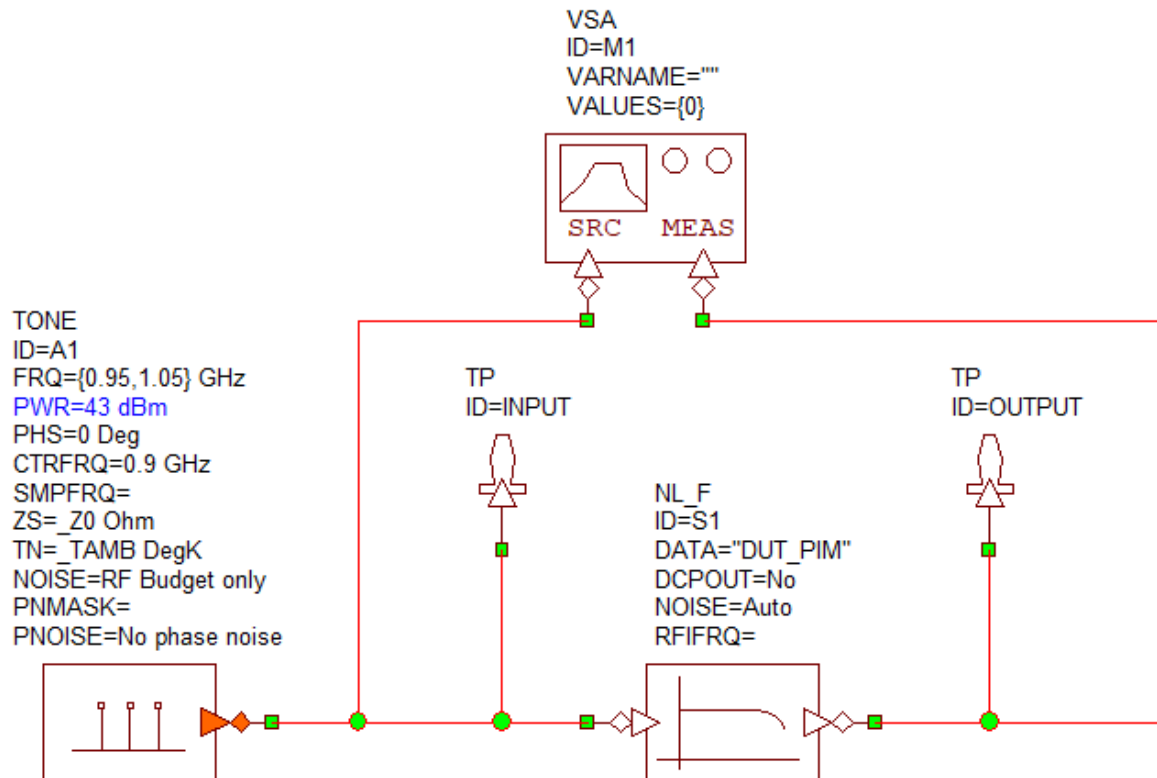 VSA
ID=M1
VARNAME=""
VALUES={0}
SRC MEAS
TONE
ID=A1
FRQ={0.95,1.05} GHz
PWR=43 dBm
PHS=0 Deg
CTRFRQ=0.9 GHz
SMPFRQ=
ZS=_Z0 Ohm
TN=_TAMB DegK
NOISE=RF Budget only
PNMASK=
PNOISE=No phase noise
TP
ID=INPUT
NL_F
ID=S1
DATA="DUT_PIM"
DCPOUT=No
NOISE=Auto
RFIFRQ=
TP
ID=OUTPUT